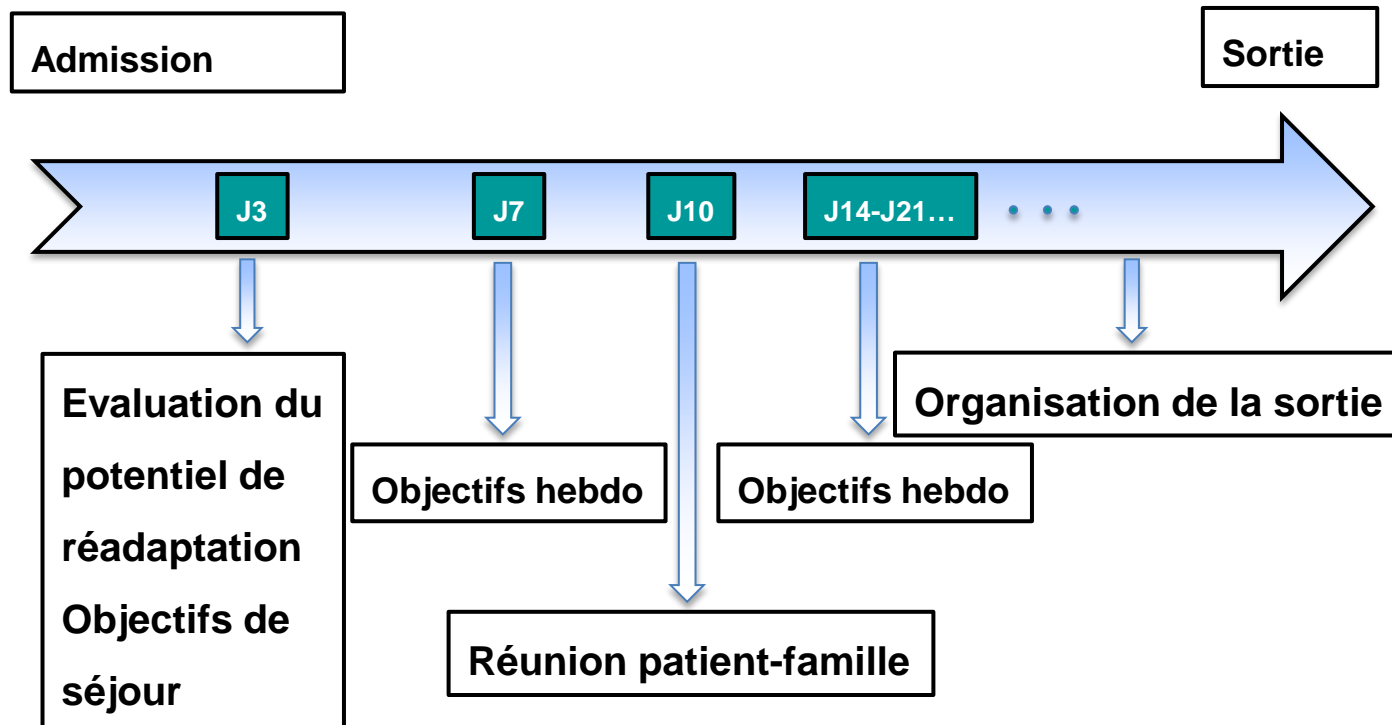 Admission
Sortie
J3
J7
J10
J14-J21…
Evaluation du
potentiel de
réadaptation
Objectifs de
séjour
Objectifs hebdo
Réunion patient-famille
Objectifs hebdo
Organisation de la sortie